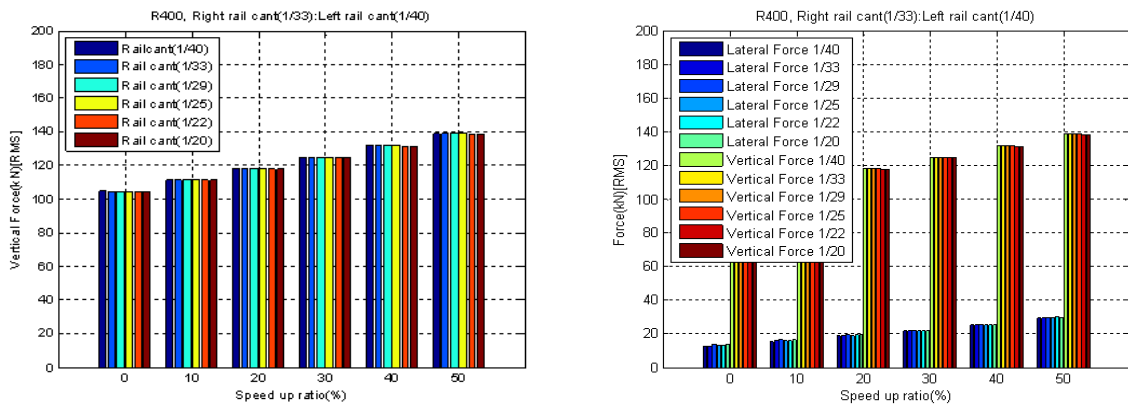 R400, Right rail cant(1/33):Left rail cant(1/40)
200
180
160
140
120
100
80
60
40
20
0
Vertical Force(kN)[RMS]
Railcant(1/40)
Rail cant(1/33)
Rail cant(1/29)
Rail cant(1/25)
Rail cant(1/22)
Rail cant(1/20)
0 10 20 30 40 50
Speed up ratio(%)
R400, Right rail cant(1/33):Left rail cant(1/40)
200
180
160
140
120
100
80
60
40
20
0
Force(kN)[RMS]
Lateral Force 1/40
Lateral Force 1/33
Lateral Force 1/29
Lateral Force 1/25
Lateral Force 1/22
Lateral Force 1/20
Vertical Force 1/40
Vertical Force 1/33
Vertical Force 1/29
Vertical Force 1/25
Vertical Force 1/22
Vertical Force 1/20
0 10 20 30 40 50
Speed up ratio(%)